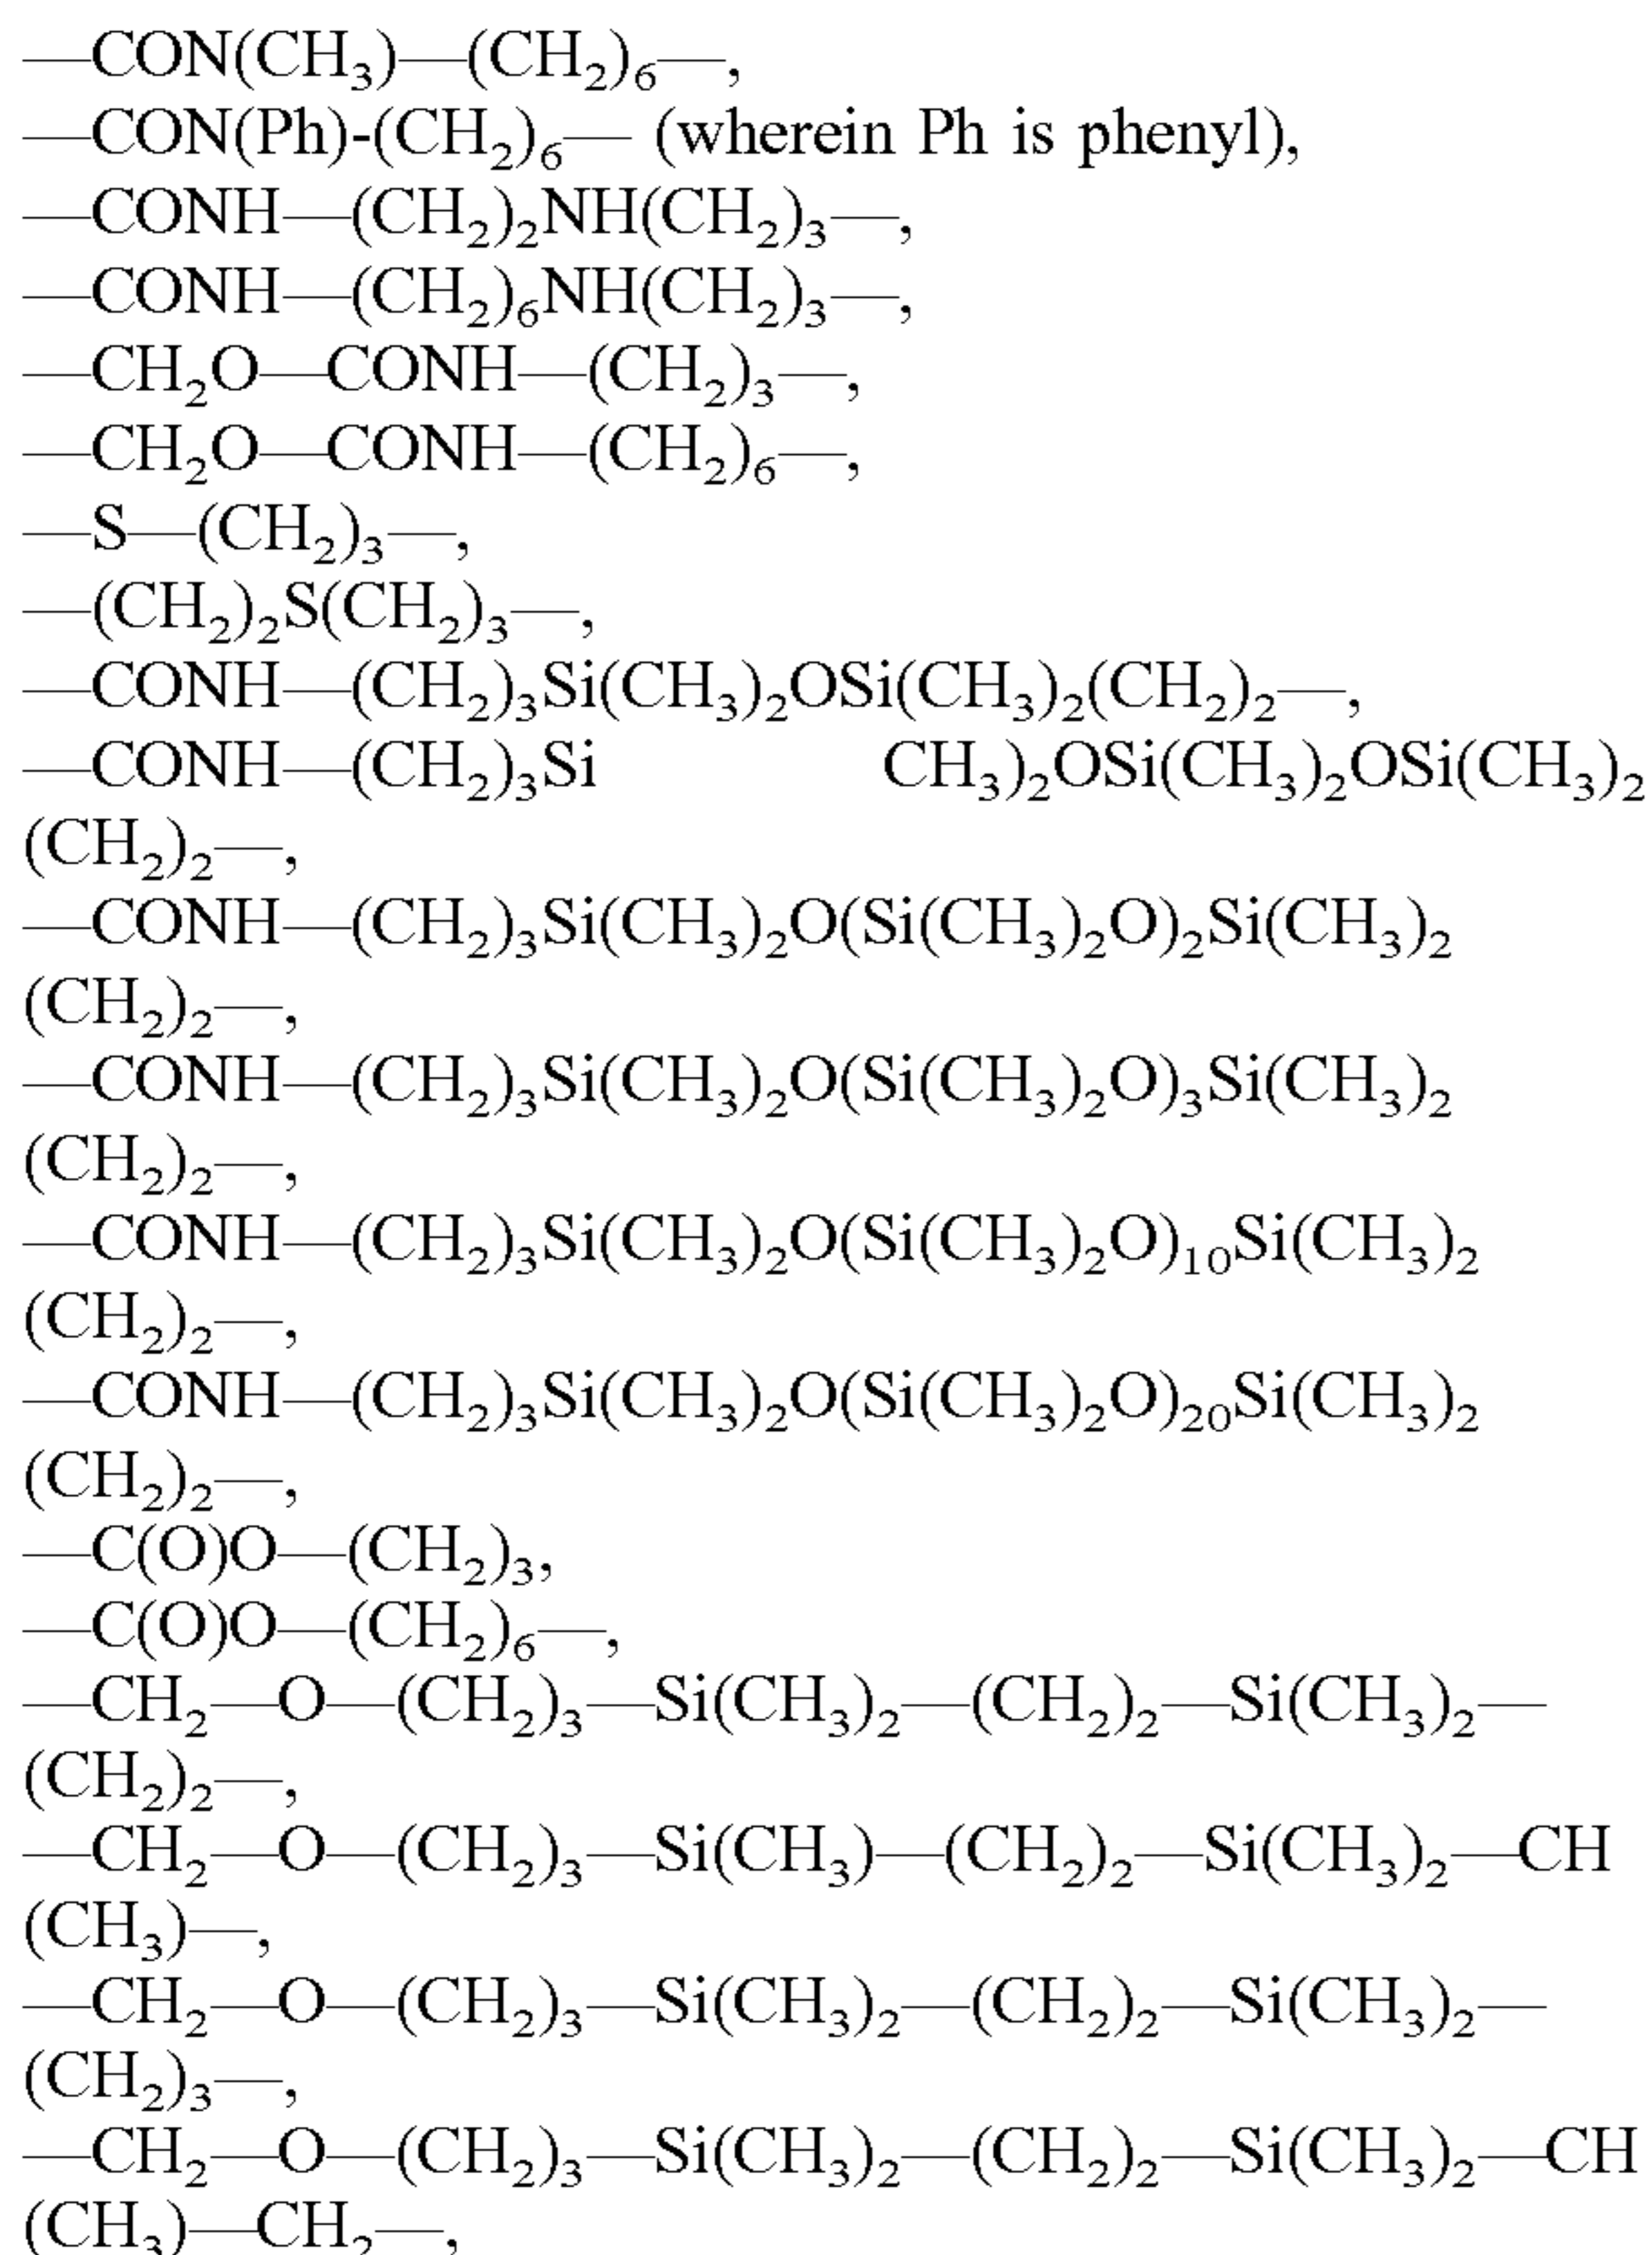 —CON(CH₃)—(CH₂)₆—,
—CON(Ph)-(CH₂)₆— (wherein Ph is phenyl),
—CONH—(CH₂)₂NH(CH₂)₃—,
—CONH—(CH₂)₆NH(CH₂)₃—,
—CH₂O—CONH—(CH₂)₃—,
—CH₂O—CONH—(CH₂)₆—,
—S—(CH₂)₃—,
—(CH₂)₂S(CH₂)₃—,
—CONH—(CH₂)₃Si(CH₃)₂OSi(CH₃)₂(CH₂)₂—,
—CONH—(CH₂)₃Si CH₃)₂OSi(CH₃)₂OSi(CH₃)₂
(CH₂)₂—,
—CONH—(CH₂)₃Si(CH₃)₂O(Si(CH₃)₂O)₂Si(CH₃)₂
(CH₂)₂—,
—CONH—(CH₂)₃Si(CH₃)₂O(Si(CH₃)₂O)₃Si(CH₃)₂
(CH₂)₂—,
—CONH—(CH₂)₃Si(CH₃)₂O(Si(CH₃)₂O)₁₀Si(CH₃)₂
(CH₂)₂—,
—CONH—(CH₂)₃Si(CH₃)₂O(Si(CH₃)₂O)₂₀Si(CH₃)₂
(CH₂)₂—,
—C(O)O—(CH₂)₃,
—C(O)O—(CH₂)₆—,
—CH₂—O—(CH₂)₃—Si(CH₃)₂—(CH₂)₂—Si(CH₃)₂—
(CH₂)₂—,
—CH₂—O—(CH₂)₃—Si(CH₃)—(CH₂)₂—Si(CH₃)₂—CH
(CH₃)—,
—CH₂—O—(CH₂)₃—Si(CH₃)₂—(CH₂)₂—Si(CH₃)₂—
(CH₂)₃—,
—CH₂—O—(CH₂)₃—Si(CH₃)₂—(CH₂)₂—Si(CH₃)₂—CH
(CH₃)—CH₂—,